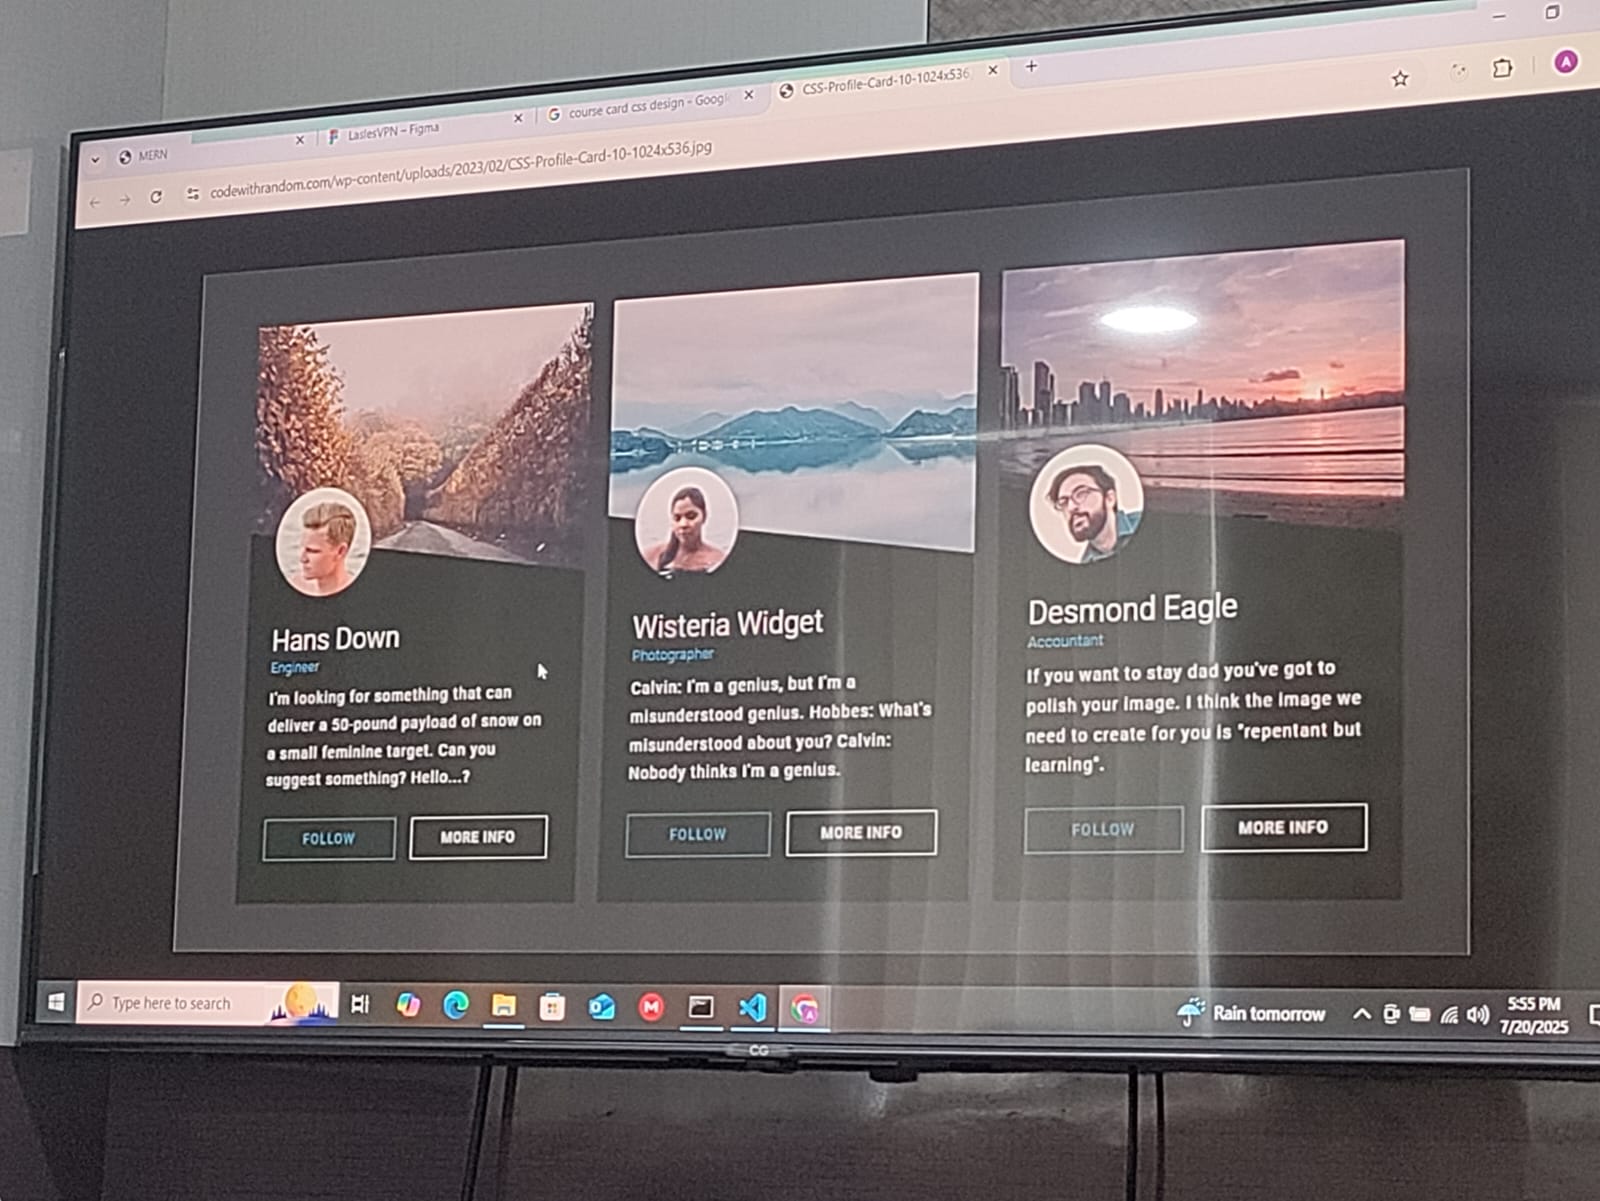 MERN
LaslesVPN – Figma
course card css design - Googl
CSS-Profile-Card-10-1024x536
A
codewithrandom.com/wp-content/uploads/2023/02/CSS-Profile-Card-10-1024x536.jpg
Hans Down
Engineer
I'm looking for something that can
deliver a 50-pound payload of snow on
a small feminine target. Can you
suggest something? Hello...?
FOLLOW
MORE INFO
Wisteria Widget
Photographer
Calvin: I'm a genius, but I'm a
misunderstood genius. Hobbes: What's
misunderstood about you? Calvin:
Nobody thinks I'm a genius.
FOLLOW
MORE INFO
Desmond Eagle
Accountant
If you want to stay dad you've got to
polish your image. I think the image we
need to create for you is "repentant but
learning".
FOLLOW
MORE INFO
Type here to search
Rain tomorrow
5:55 PM
7/20/2025
CG